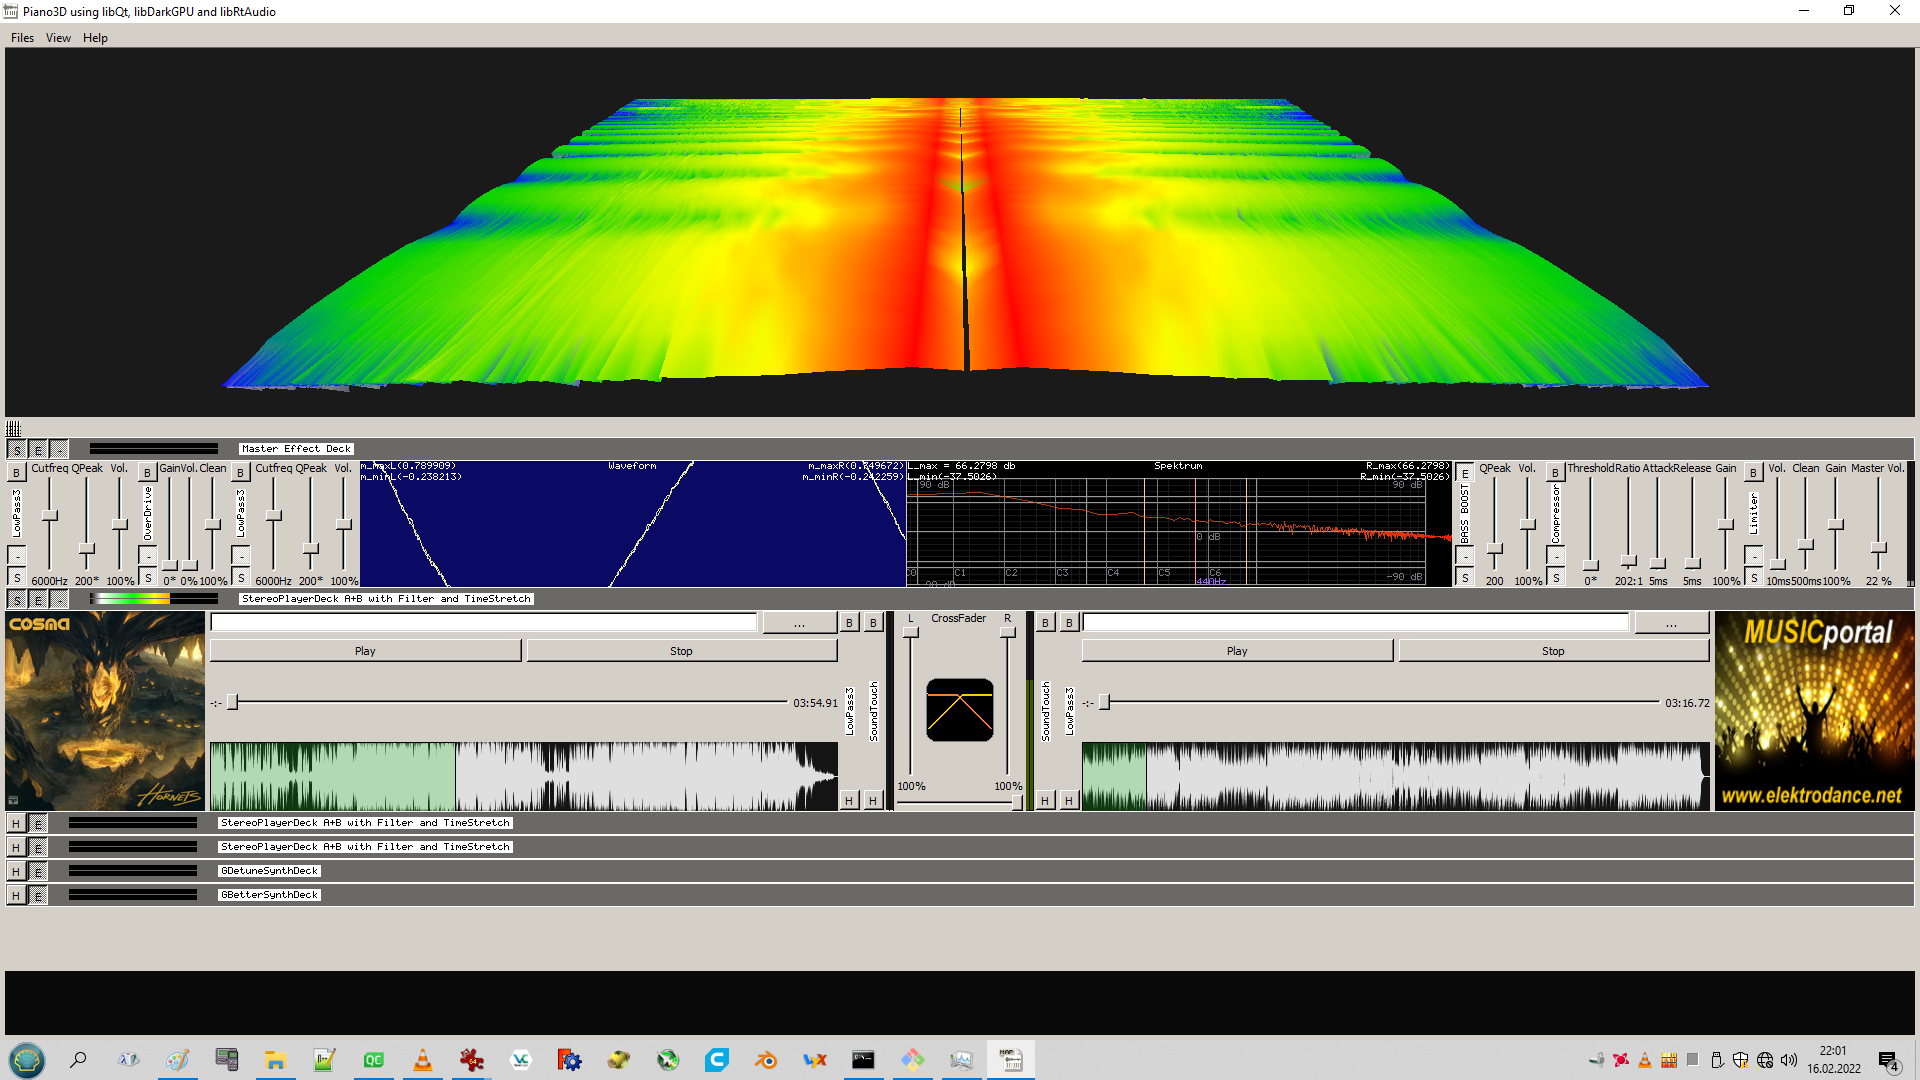 Piano3D using libQt, libDarkGPU and libRtAudio
Files View Help
S E - Master Effect Deck
B Cutfreq QPeak Vol. B Gain Vol. Clean B Cutfreq QPeak Vol.
LowPass3 OverDrive LowPass3
- - -
S 6000Hz 200* 100% S 0* 0% 100% S 6000Hz 200* 100%
m_maxL(0.789909) Waveform m_maxR(0.749672)
m_minL(-0.238213) m_minR(-0.242259)
L_max = 66.2798 db Spektrum R_max(66.2798)
L_min(-37.5026) R_min(-37.5026)
90 dB 90 dB
0 dB
C0 C1 C2 C3 C4 C5 C6 -90 dB
440Hz
E QPeak Vol. B Threshold Ratio Attack Release Gain B Vol. Clean Gain Master Vol.
BASS BOOST Compressor Limiter
- - -
S 200 100% S 0* 202:1 5ms 5ms 100% S 10ms 500ms 100% 22 %
S E - StereoPlayerDeck A+B with Filter and TimeStretch
COSMA
HORNETS
... B B
Play Stop
-:- 03:54.91
LowPass3 SoundTouch
H H
L CrossFader R
100% 100%
B B ...
Play Stop
SoundTouch LowPass3
-:- 03:16.72
H H
MUSICportal
www.elektrodance.net
H E StereoPlayerDeck A+B with Filter and TimeStretch
H E StereoPlayerDeck A+B with Filter and TimeStretch
H E GDetuneSynthDeck
H E GBetterSynthDeck
22:01
16.02.2022
4